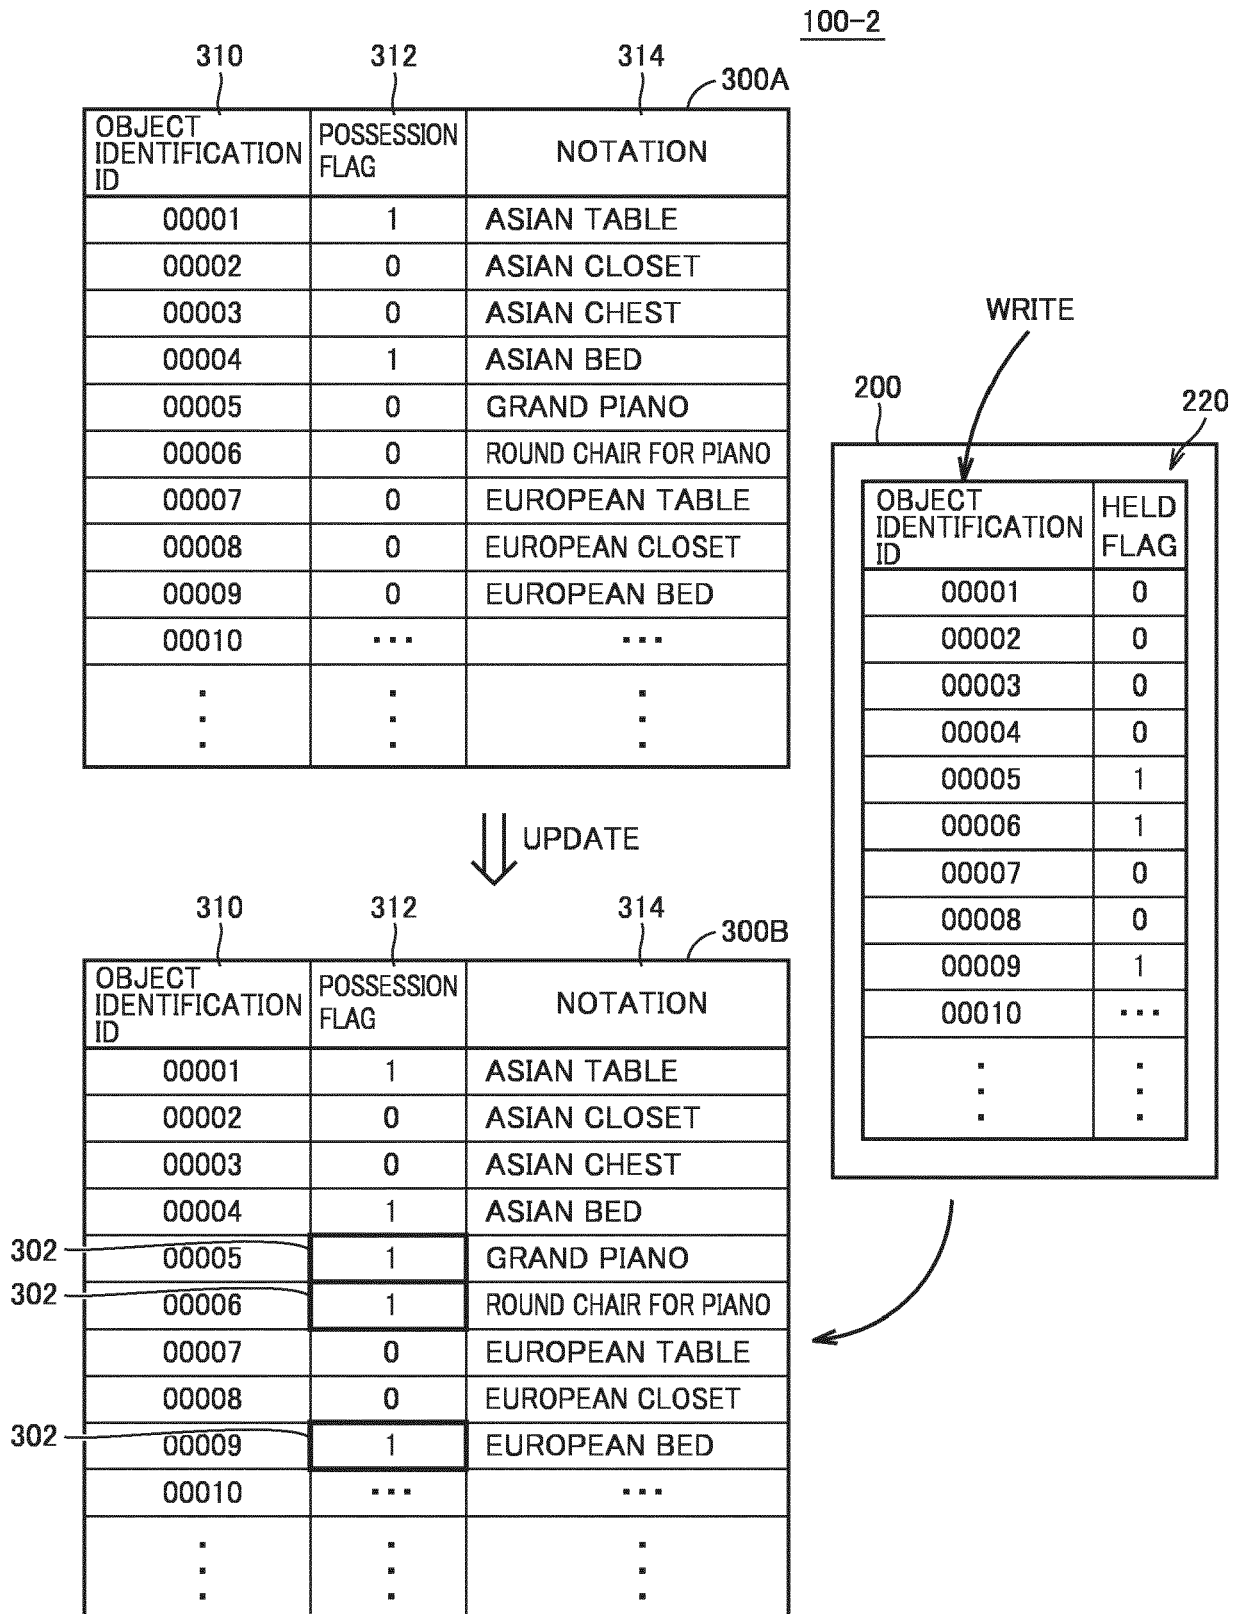 100-2
310 312 314
300A
OBJECT IDENTIFICATION ID POSSESSION FLAG NOTATION
00001 1 ASIAN TABLE
00002 0 ASIAN CLOSET
00003 0 ASIAN CHEST
00004 1 ASIAN BED
00005 0 GRAND PIANO
00006 0 ROUND CHAIR FOR PIANO
00007 0 EUROPEAN TABLE
00008 0 EUROPEAN CLOSET
00009 0 EUROPEAN BED
00010 ... ...
WRITE
200 220
OBJECT IDENTIFICATION ID HELD FLAG
00001 0
00002 0
00003 0
00004 0
00005 1
00006 1
00007 0
00008 0
00009 1
00010 ...
UPDATE
310 312 314
300B
OBJECT IDENTIFICATION ID POSSESSION FLAG NOTATION
00001 1 ASIAN TABLE
00002 0 ASIAN CLOSET
00003 0 ASIAN CHEST
00004 1 ASIAN BED
302 00005 1 GRAND PIANO
302 00006 1 ROUND CHAIR FOR PIANO
00007 0 EUROPEAN TABLE
00008 0 EUROPEAN CLOSET
302 00009 1 EUROPEAN BED
00010 ... ...